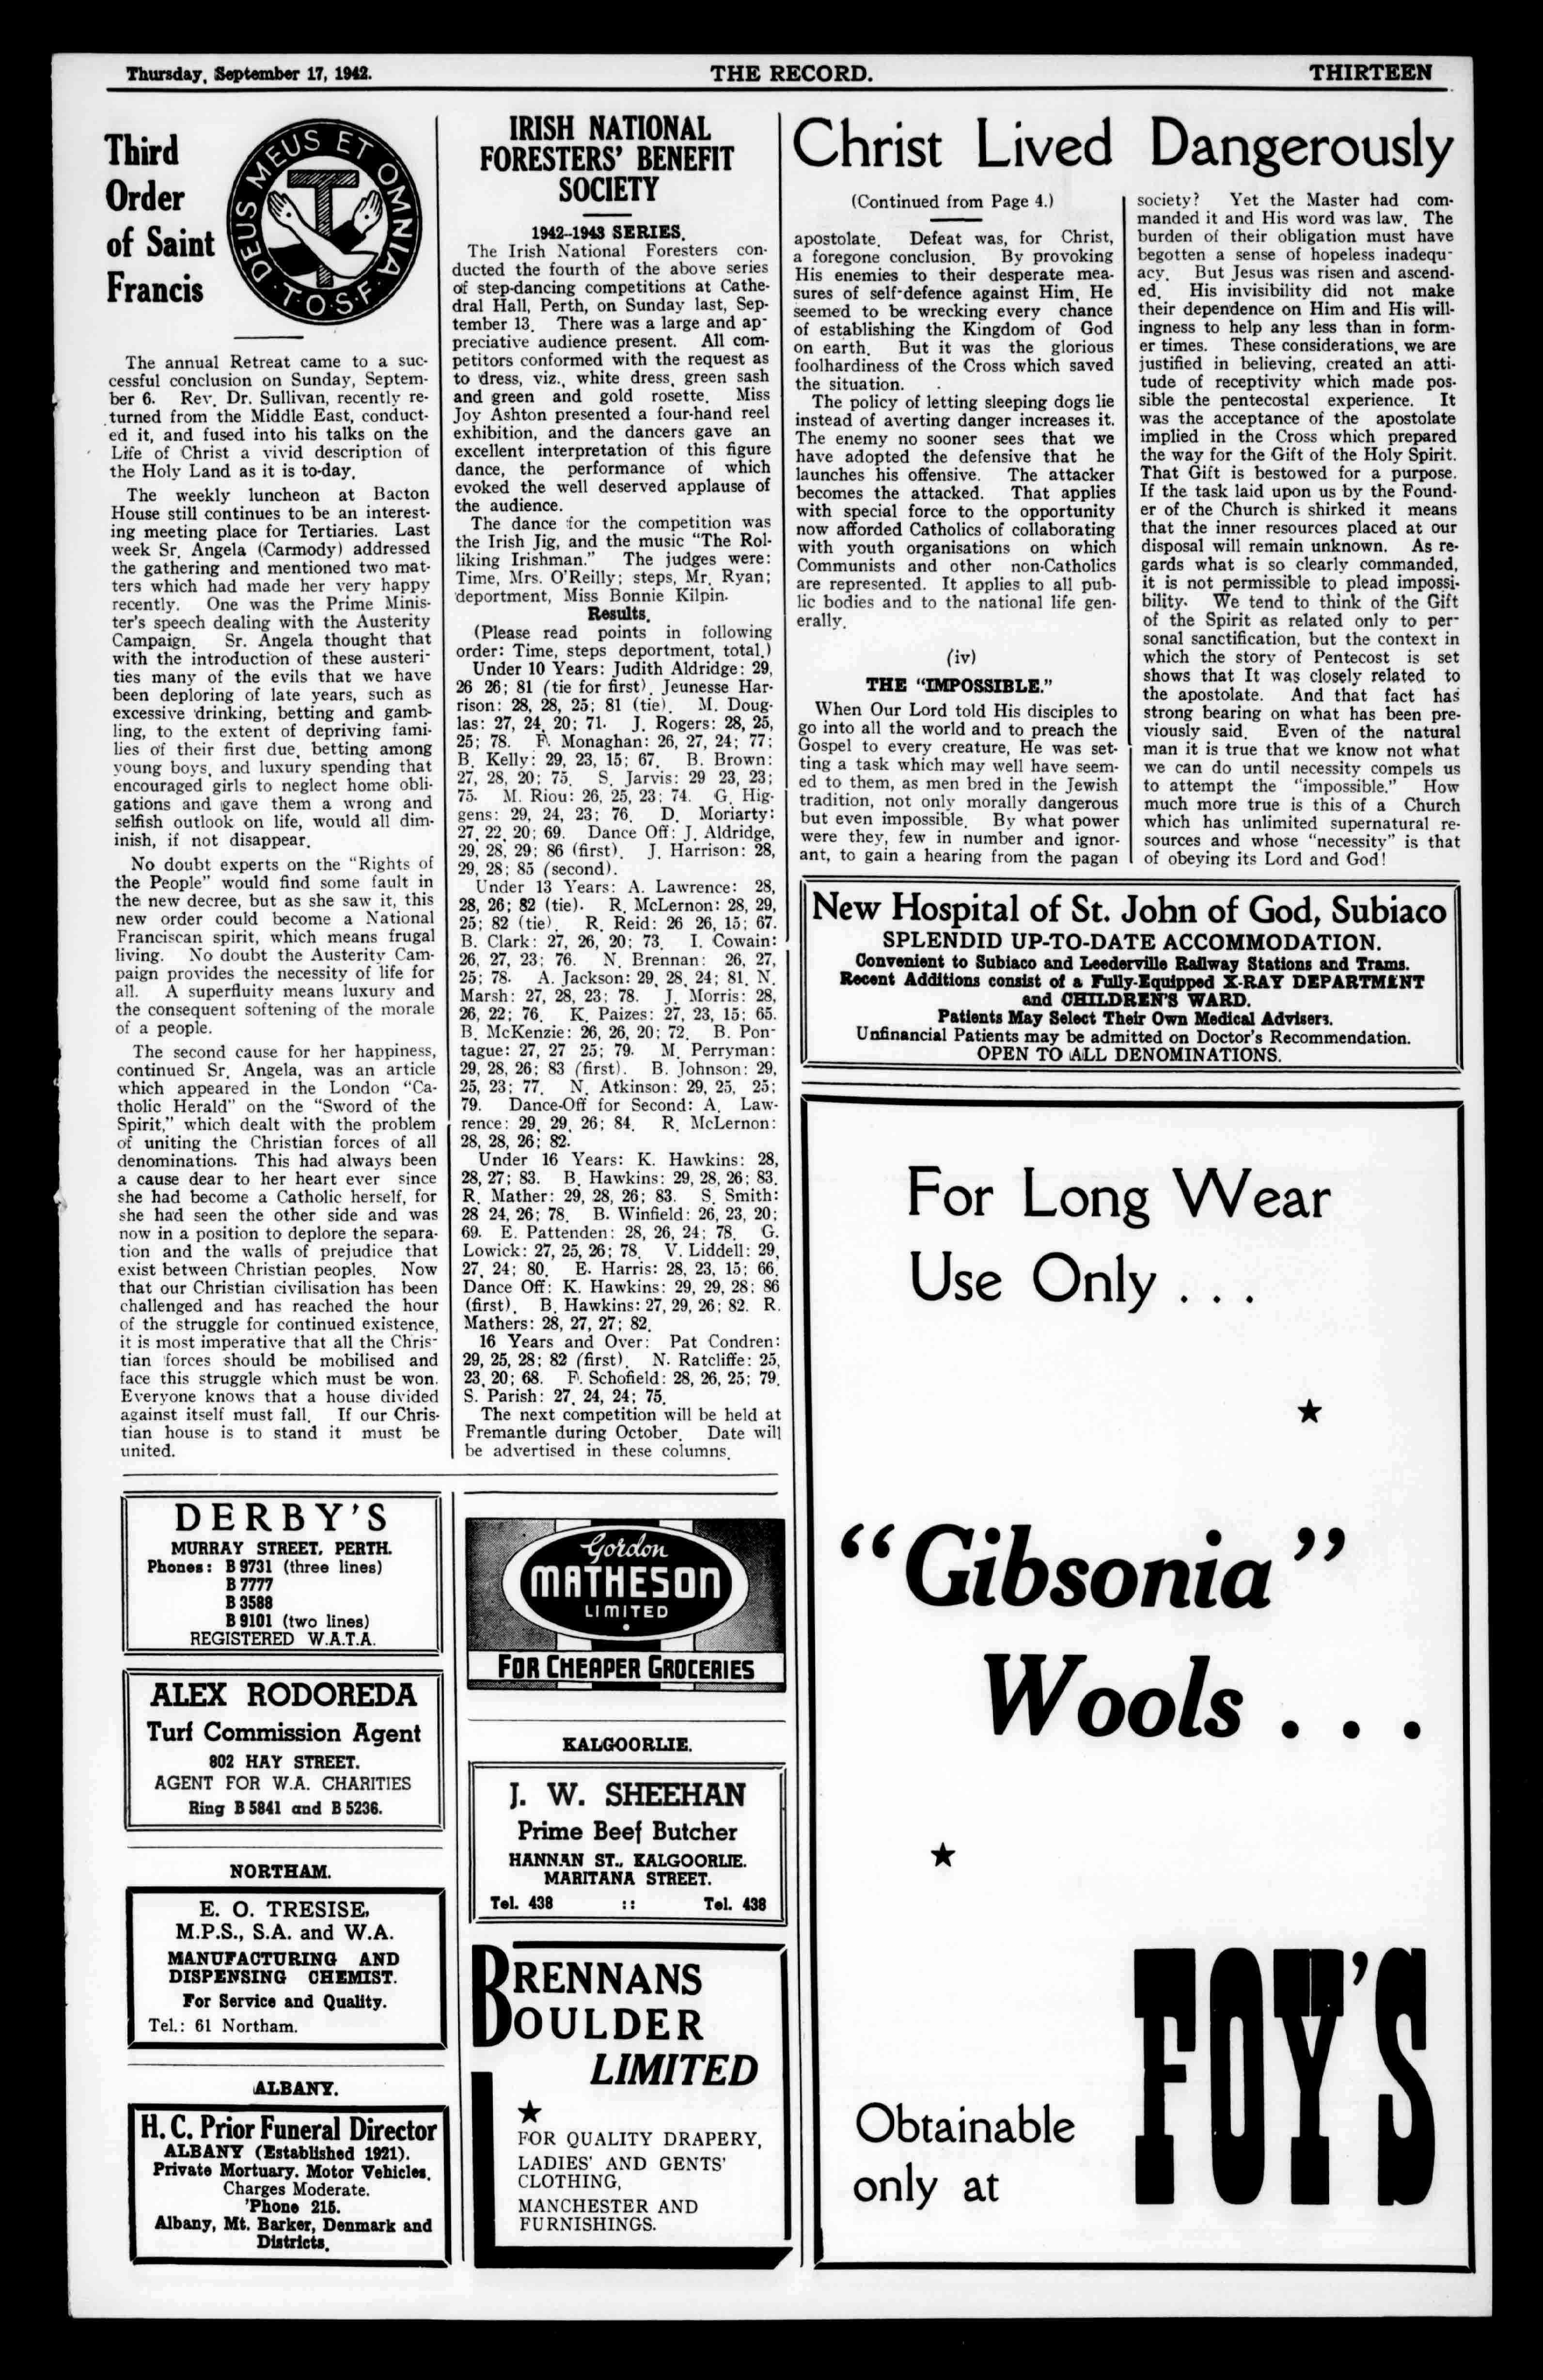 Thursday, September 17, 1942.
THE RECORD.
THIRTEEN
Third
Order
of Saint
Francis
DEUS MEUS ET OMNIA
T.O.S.F.
The annual Retreat came to a suc-
cessful conclusion on Sunday, Septem-
ber 6. Rev. Dr. Sullivan, recently re-
turned from the Middle East, conduct-
ed it, and fused into his talks on the
Life of Christ a vivid description of
the Holy Land as it is to-day.
The weekly luncheon at Bacton
House still continues to be an interest-
ing meeting place for Tertiaries. Last
week Sr. Angela (Carmody) addressed
the gathering and mentioned two mat-
ters which had made her very happy
recently. One was the Prime Minis-
ter's speech dealing with the Austerity
Campaign. Sr. Angela thought that
with the introduction of these austeri-
ties many of the evils that we have
been deploring of late years, such as
excessive drinking, betting and gamb-
ling, to the extent of depriving fami-
lies of their first due, betting among
young boys, and luxury spending that
encouraged girls to neglect home obli-
gations and gave them a wrong and
selfish outlook on life, would all dim-
inish, if not disappear.
No doubt experts on the "Rights of
the People" would find some fault in
the new decree, but as she saw it, this
new order could become a National
Franciscan spirit, which means frugal
living. No doubt the Austerity Cam-
paign provides the necessity of life for
all. A superfluity means luxury and
the consequent softening of the morale
of a people.
The second cause for her happiness,
continued Sr. Angela, was an article
which appeared in the London "Ca-
tholic Herald" on the "Sword of the
Spirit," which dealt with the problem
of uniting the Christian forces of all
denominations. This had always been
a cause dear to her heart ever since
she had become a Catholic herself, for
she had seen the other side and was
now in a position to deplore the separa-
tion and the walls of prejudice that
exist between Christian peoples. Now
that our Christian civilisation has been
challenged and has reached the hour
of the struggle for continued existence,
it is most imperative that all the Chris-
tian forces should be mobilised and
face this struggle which must be won.
Everyone knows that a house divided
against itself must fall. If our Chris-
tian house is to stand it must be
united.
IRISH NATIONAL
FORESTERS' BENEFIT
SOCIETY
1942-1943 SERIES.
The Irish National Foresters con-
ducted the fourth of the above series
of step-dancing competitions at Cathe-
dral Hall, Perth, on Sunday last, Sep-
tember 13. There was a large and ap-
preciative audience present. All com-
petitors conformed with the request as
to dress, viz., white dress, green sash
and green and gold rosette. Miss
Joy Ashton presented a four-hand reel
exhibition, and the dancers gave an
excellent interpretation of this figure
dance, the performance of which
evoked the well deserved applause of
the audience.
The dance for the competition was
the Irish Jig, and the music "The Rol-
liking Irishman." The judges were:
Time, Mrs. O'Reilly; steps, Mr. Ryan;
deportment, Miss Bonnie Kilpin.
Results.
(Please read points in following
order: Time, steps deportment, total.)
Under 10 Years: Judith Aldridge: 29,
26 26; 81 (tie for first). Jeunesse Har-
rison: 28, 28, 25; 81 (tie). M. Doug-
las: 27, 24, 20; 71. J. Rogers: 28, 25,
25; 78. F. Monaghan: 26, 27, 24; 77;
B. Kelly: 29, 23, 15; 67. B. Brown:
27, 28, 20; 75. S. Jarvis: 29 23, 23;
75. M. Riou: 26, 25, 23; 74. G. Hig-
gens: 29, 24, 23; 76. D. Moriarty:
27, 22, 20; 69. Dance Off: J. Aldridge,
29, 28, 29; 86 (first). J. Harrison: 28,
29, 28; 85 (second).
Under 13 Years: A. Lawrence: 28,
28, 26; 82 (tie). R. McLernon: 28, 29,
25; 82 (tie). R. Reid: 26 26, 15; 67.
B. Clark: 27, 26, 20; 73. I. Cowain:
26, 27, 23; 76. N. Brennan: 26, 27,
25; 78. A. Jackson: 29, 28, 24; 81. N.
Marsh: 27, 28, 23; 78. J. Morris: 28,
26, 22; 76. K. Paizes: 27, 23, 15; 65.
B. McKenzie: 26, 26, 20; 72. B. Pon-
tague: 27, 27 25; 79. M. Perryman:
29, 28, 26; 83 (first). B. Johnson: 29,
25, 23; 77. N. Atkinson: 29, 25, 25;
79. Dance-Off for Second: A. Law-
rence: 29, 29, 26; 84. R. McLernon:
28, 28, 26; 82.
Under 16 Years: K. Hawkins: 28,
28, 27; 83. B. Hawkins: 29, 28, 26; 83.
R. Mather: 29, 28, 26; 83. S. Smith:
28 24, 26; 78. B. Winfield: 26, 23, 20;
69. E. Pattenden: 28, 26, 24; 78. G.
Lowick: 27, 25, 26; 78. V. Liddell: 29,
27, 24; 80. E. Harris: 28, 23, 15; 66.
Dance Off: K. Hawkins: 29, 29, 28; 86
(first). B. Hawkins: 27, 29, 26; 82. R.
Mathers: 28, 27, 27; 82.
16 Years and Over: Pat Condren:
29, 25, 28; 82 (first). N. Ratcliffe: 25,
23, 20; 68. F. Schofield: 28, 26, 25; 79.
S. Parish: 27, 24, 24; 75.
The next competition will be held at
Fremantle during October. Date will
be advertised in these columns.
Christ Lived Dangerously
(Continued from Page 4.)
apostolate. Defeat was, for Christ,
a foregone conclusion. By provoking
His enemies to their desperate mea-
sures of self-defence against Him, He
seemed to be wrecking every chance
of establishing the Kingdom of God
on earth. But it was the glorious
foolhardiness of the Cross which saved
the situation.
The policy of letting sleeping dogs lie
instead of averting danger increases it.
The enemy no sooner sees that we
have adopted the defensive that he
launches his offensive. The attacker
becomes the attacked. That applies
with special force to the opportunity
now afforded Catholics of collaborating
with youth organisations on which
Communists and other non-Catholics
are represented. It applies to all pub-
lic bodies and to the national life gen-
erally.
(iv)
THE "IMPOSSIBLE."
When Our Lord told His disciples to
go into all the world and to preach the
Gospel to every creature, He was set-
ting a task which may well have seem-
ed to them, as men bred in the Jewish
tradition, not only morally dangerous
but even impossible. By what power
were they, few in number and ignor-
ant, to gain a hearing from the pagan
society? Yet the Master had com-
manded it and His word was law. The
burden of their obligation must have
begotten a sense of hopeless inadequ-
acy. But Jesus was risen and ascend-
ed. His invisibility did not make
their dependence on Him and His will-
ingness to help any less than in form-
er times. These considerations, we are
justified in believing, created an atti-
tude of receptivity which made pos-
sible the pentecostal experience. It
was the acceptance of the apostolate
implied in the Cross which prepared
the way for the Gift of the Holy Spirit.
That Gift is bestowed for a purpose.
If the task laid upon us by the Found-
er of the Church is shirked it means
that the inner resources placed at our
disposal will remain unknown. As re-
gards what is so clearly commanded,
it is not permissible to plead impossi-
bility. We tend to think of the Gift
of the Spirit as related only to per-
sonal sanctification, but the context in
which the story of Pentecost is set
shows that It was closely related to
the apostolate. And that fact has
strong bearing on what has been pre-
viously said. Even of the natural
man it is true that we know not what
we can do until necessity compels us
to attempt the "impossible." How
much more true is this of a Church
which has unlimited supernatural re-
sources and whose "necessity" is that
of obeying its Lord and God!
New Hospital of St. John of God, Subiaco
SPLENDID UP-TO-DATE ACCOMMODATION.
Convenient to Subiaco and Leederville Railway Stations and Trams.
Recent Additions consist of a Fully-Equipped X-RAY DEPARTMENT
and CHILDREN'S WARD.
Patients May Select Their Own Medical Advisers.
Unfinancial Patients may be admitted on Doctor's Recommendation.
OPEN TO ALL DENOMINATIONS.
For Long Wear
Use Only . . .
"Gibsonia"
Wools . . .
Obtainable
only at
FOY'S
DERBY'S
MURRAY STREET, PERTH.
Phones: B 9731 (three lines)
B 7777
B 3588
B 9101 (two lines)
REGISTERED W.A.T.A.
ALEX RODOREDA
Turf Commission Agent
802 HAY STREET.
AGENT FOR W.A. CHARITIES
Ring B 5841 and B 5236.
NORTHAM.
E. O. TRESISE,
M.P.S., S.A. and W.A.
MANUFACTURING AND
DISPENSING CHEMIST.
For Service and Quality.
Tel.: 61 Northam.
ALBANY.
H. C. Prior Funeral Director
ALBANY (Established 1921).
Private Mortuary. Motor Vehicles.
Charges Moderate.
'Phone 215.
Albany, Mt. Barker, Denmark and
Districts.
Gordon
MATHESON
LIMITED
FOR CHEAPER GROCERIES
KALGOORLIE.
J. W. SHEEHAN
Prime Beef Butcher
HANNAN ST., KALGOORLIE.
MARITANA STREET.
Tel. 438 :: Tel. 438
BRENNANS
BOULDER
LIMITED
FOR QUALITY DRAPERY,
LADIES' AND GENTS'
CLOTHING,
MANCHESTER AND
FURNISHINGS.